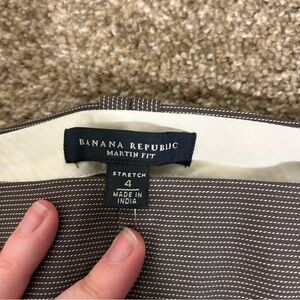 BANANA REPUBLIC
MARTIN FIT
STRETCH
4
MADE IN
INDIA